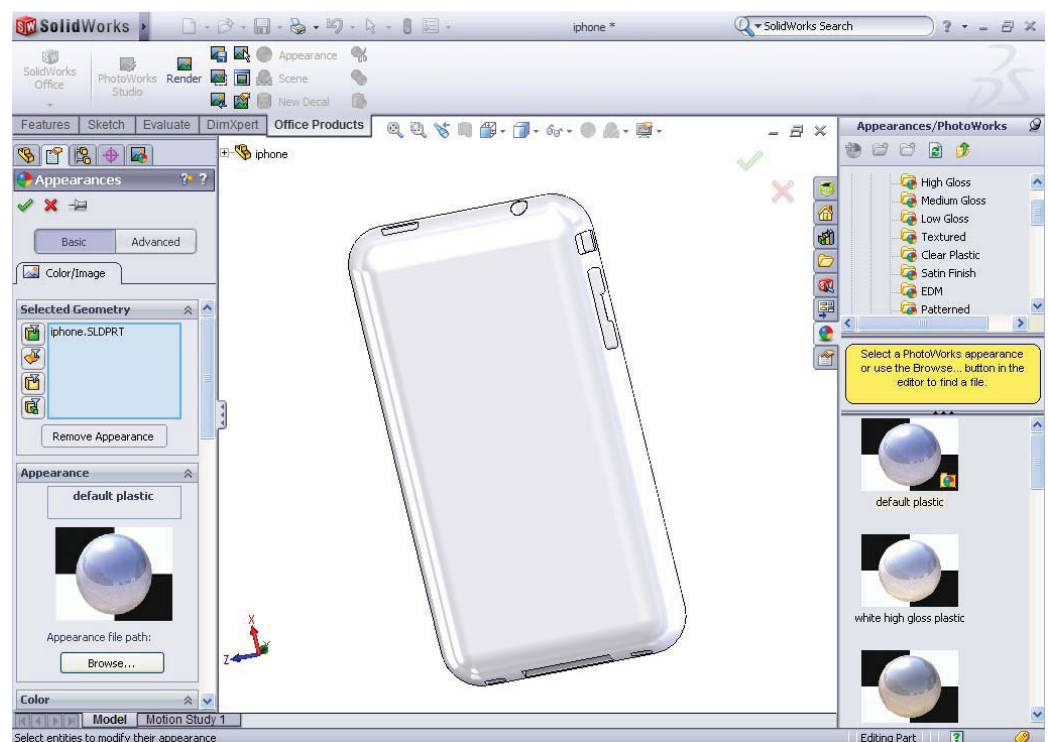 SolidWorks
iphone *
SolidWorks Search
SolidWorks
Office
PhotoWorks
Studio
Render
Appearance
Scene
New Decal
Features
Sketch
Evaluate
DimXpert
Office Products
Appearances/PhotoWorks
iphone
Appearances
Basic
Advanced
Color/Image
Selected Geometry
iphone.SLDPRT
Remove Appearance
Appearance
default plastic
Appearance file path:
Browse...
Color
High Gloss
Medium Gloss
Low Gloss
Textured
Clear Plastic
Satin Finish
EDM
Patterned
Select a PhotoWorks appearance
or use the Browse... button in the
editor to find a file.
default plastic
white high gloss plastic
X
Z
Model
Motion Study 1
Select entities to modify their appearance
Editing Part